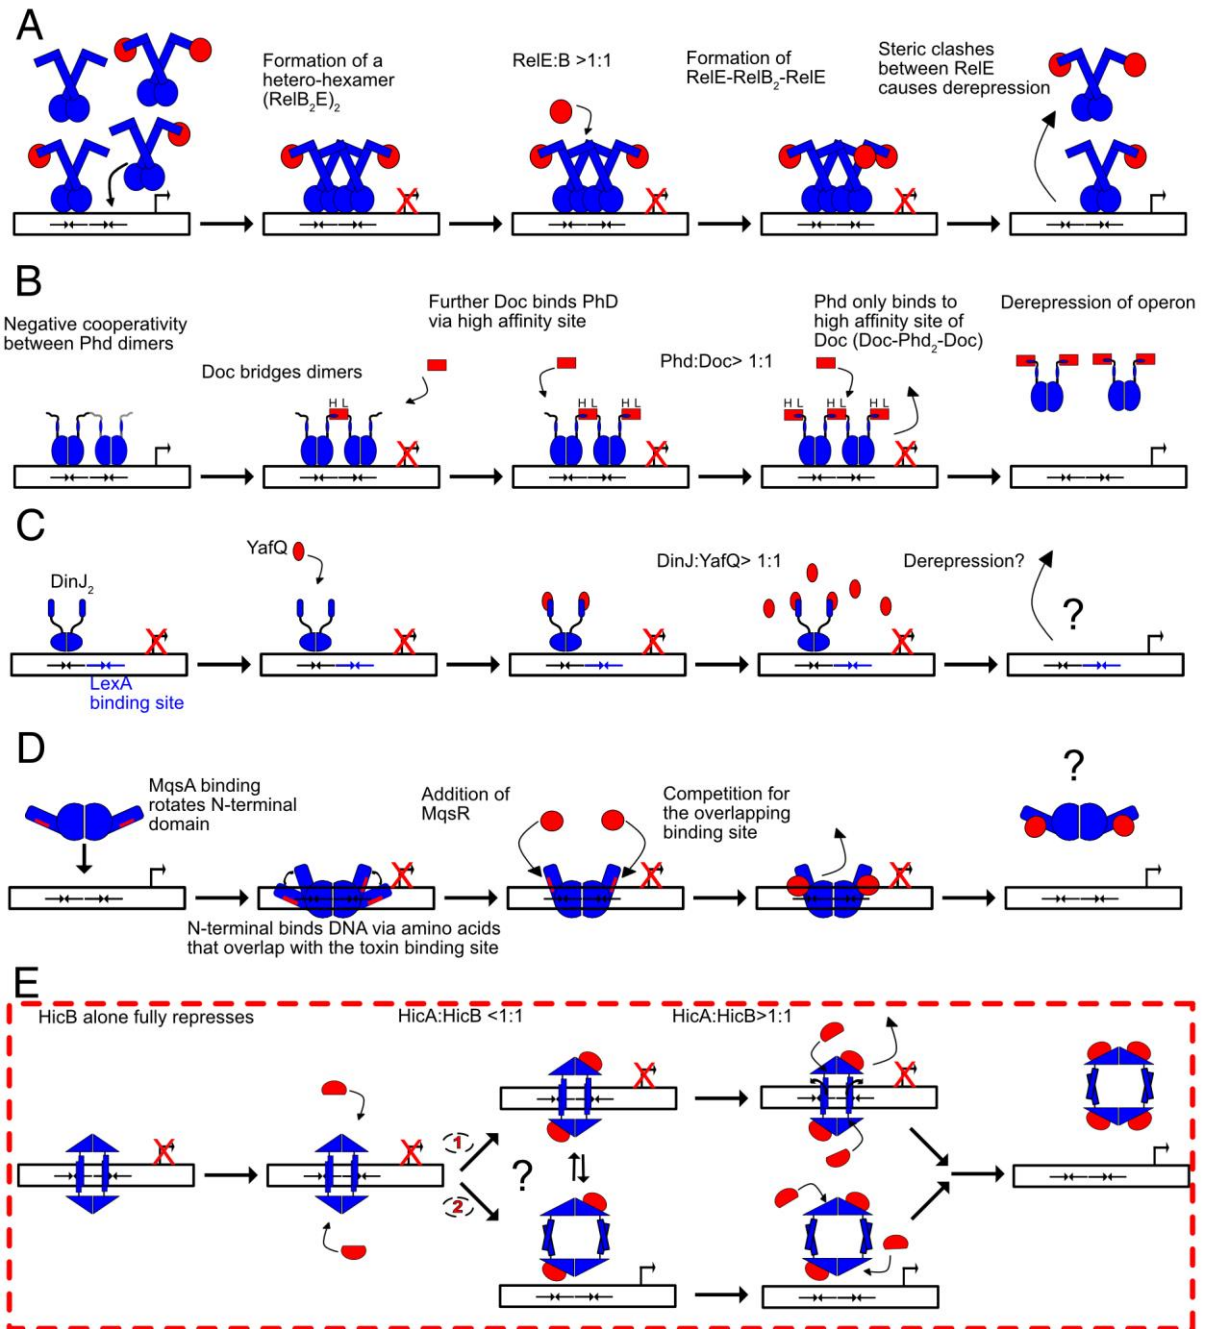 A
Formation of a
hetero-hexamer
(RelB2E)2
RelE:B >1:1
Formation of
RelE-RelB2-RelE
Steric clashes
between RelE
causes derepression
B
Negative cooperativity
between Phd dimers
Doc bridges dimers
Further Doc binds PhD
via high affinity site
Phd:Doc> 1:1
Phd only binds to
high affinity site of
Doc (Doc-Phd2-Doc)
Derepression of operon
H L
H L H L
H L H L H L
C
DinJ2
YafQ
DinJ:YafQ> 1:1
Derepression?
?
LexA
binding site
D
MqsA binding
rotates N-terminal
domain
Addition of
MqsR
Competition for
the overlapping
binding site
?
N-terminal binds DNA via amino acids
that overlap with the toxin binding site
E
HicB alone fully represses
HicA:HicB <1:1
HicA:HicB>1:1
1
?
2